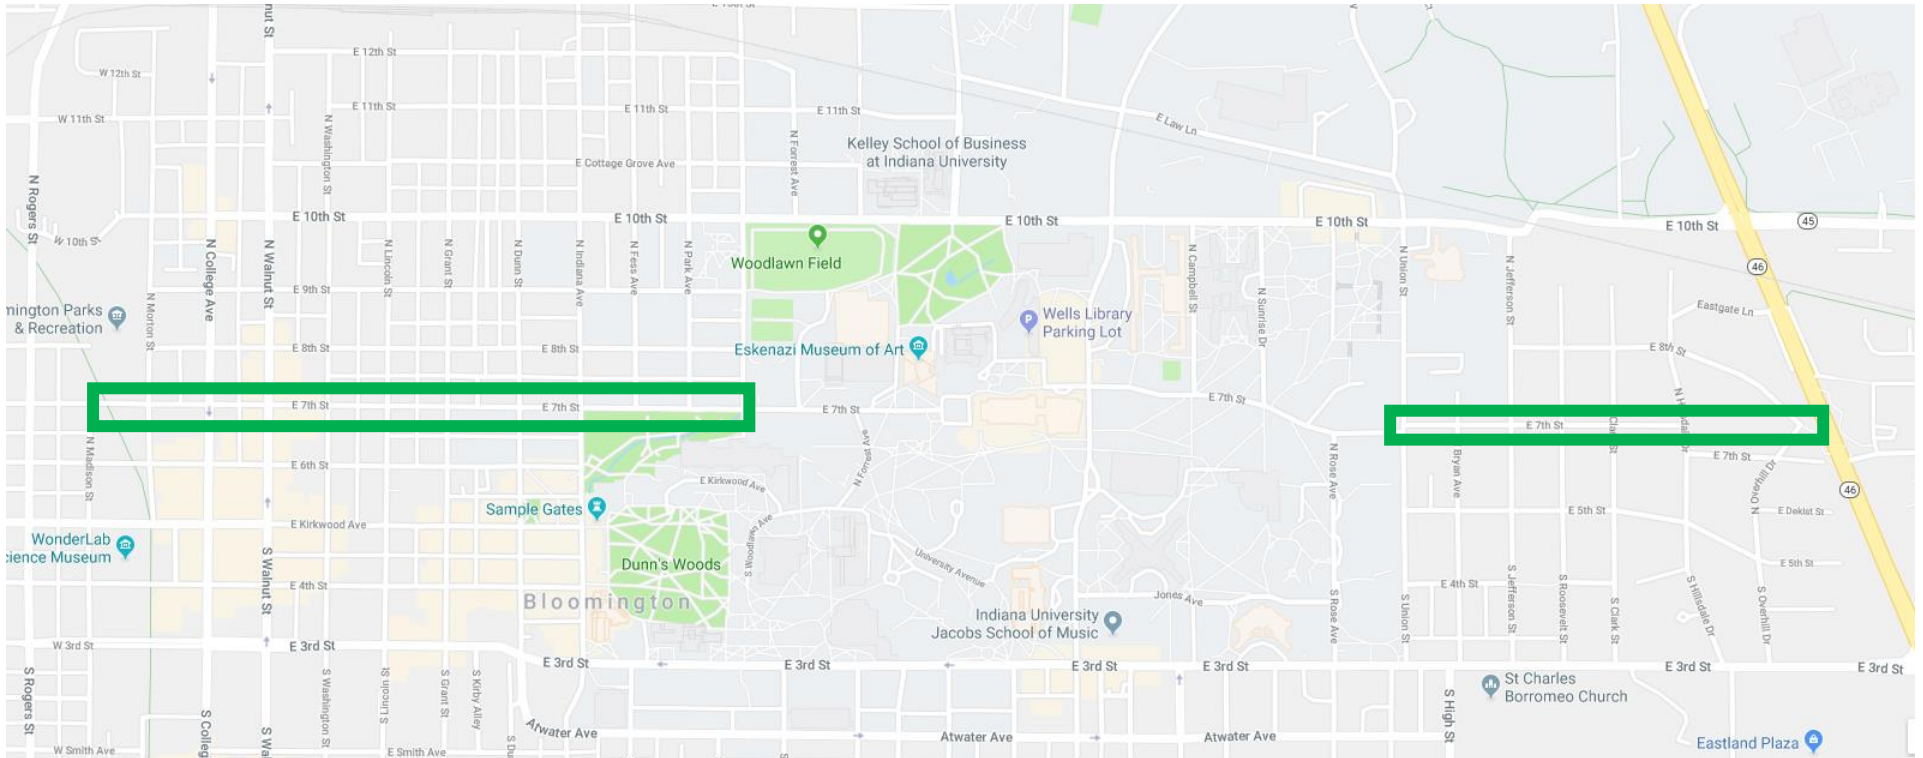 nut St
E 13th St
E 12th St
W 12th St
E 11th St
E 11th St
E 11th St
W 11th St
N Washington St
N Forrest Ave
E Law Ln
Kelley School of Business
at Indiana University
E Cottage Grove Ave
N Rogers St
E 10th St
E 10th St
E 10th St
E 10th St
E 10th St
45
W 10th St
N College Ave
N Walnut St
N Lincoln St
N Grant St
N Dunn St
N Indiana Ave
N Fess Ave
N Park Ave
Woodlawn Field
N Campbell St
N Sunrise Dr
N Union St
N Jefferson St
46
E 9th St
N Morton St
mington Parks
& Recreation
Wells Library
Parking Lot
P
Eastgate Ln
E 8th St
E 8th St
Eskenazi Museum of Art
E 8th St
E 7th St
E 7th St
E 7th St
E 7th St
E 7th St
E 7th St
N Hillsdale Dr
Clark St
N Madison St
N Forrest Ave
N Rose Ave
Bryan Ave
N Overhill Dr
46
E 6th St
E Kirkwood Ave
Sample Gates
E Kirkwood Ave
E 5th St
E Dekist St
WonderLab
cience Museum
S Walnut St
S Woodlawn Ave
Dunn's Woods
University Avenue
E 5th St
E 4th St
E 4th St
Bloomington
Jones Ave
Indiana University
Jacobs School of Music
S Rose Ave
S Union St
S Jefferson St
S Roosevelt St
S Clark St
S Hillsdale Dr
S Overhill Dr
W 3rd St
E 3rd St
E 3rd St
E 3rd St
E 3rd St
E 3rd St
E 3rd St
E 3rd St
S Rogers St
S Washington St
S Lincoln St
S Grant St
S Kirby Alley
St Charles
Borromeo Church
S High St
S Colleg
S Wa
S Du
Atwater Ave
Atwater Ave
Atwater Ave
W Smith Ave
E Smith Ave
Eastland Plaza